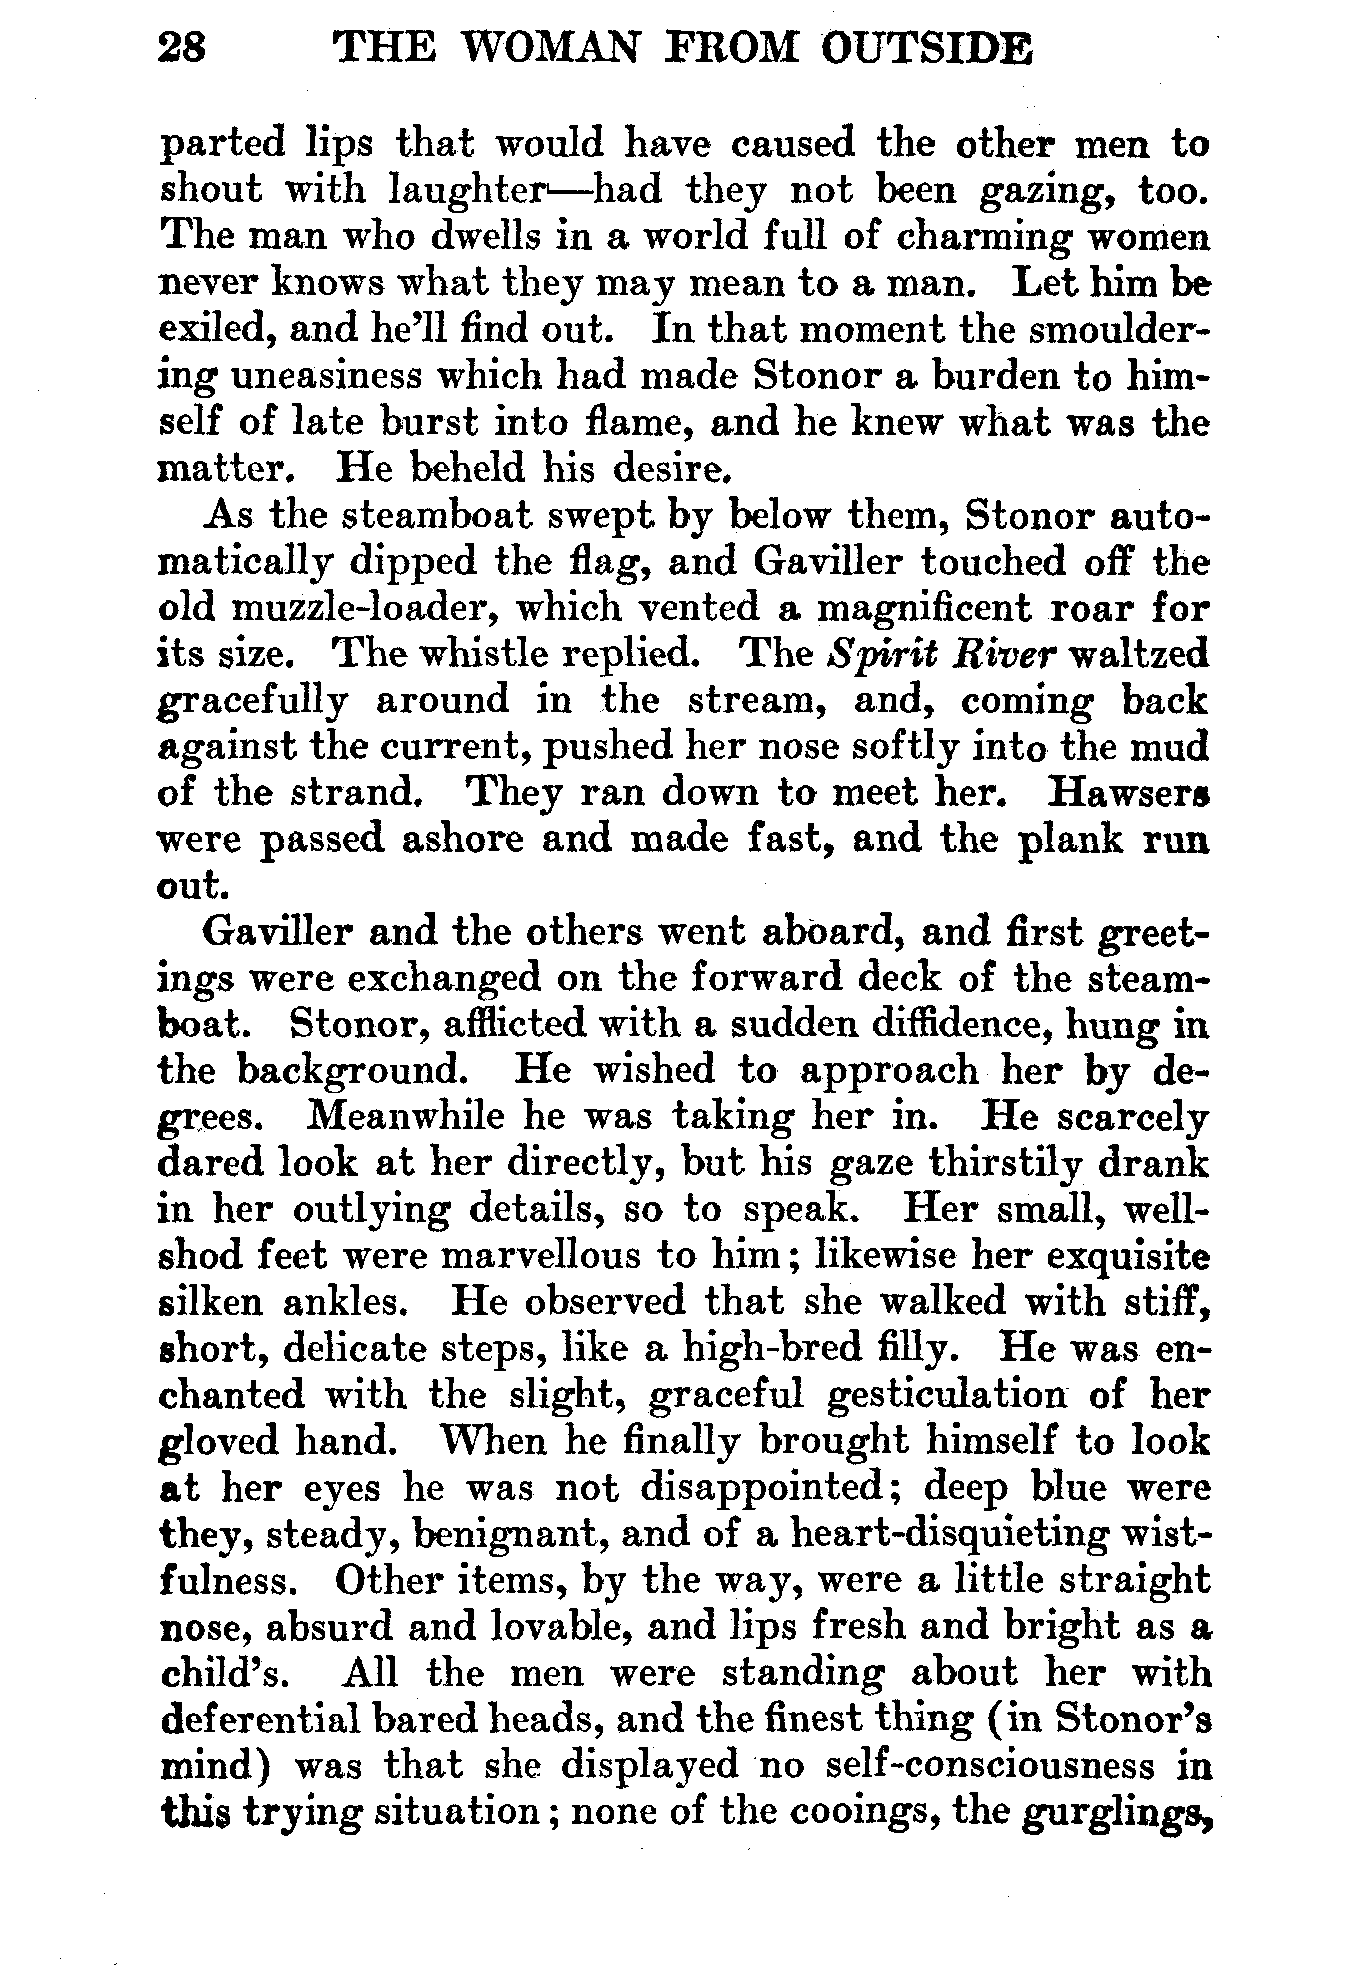 28 THE WOMAN FROM OUTSIDE
parted lips that would have caused the other men to
shout with laughter—had they not been gazing, too.
The man who dwells in a world full of charming women
never knows what they may mean to a man. Let him be
exiled, and he'll find out. In that moment the smoulder-
ing uneasiness which had made Stonor a burden to him-
self of late burst into flame, and he knew what was the
matter. He beheld his desire.
As the steamboat swept by below them, Stonor auto-
matically dipped the flag, and Gaviller touched off the
old muzzle-loader, which vented a magnificent roar for
its size. The whistle replied. The Spirit River waltzed
gracefully around in the stream, and, coming back
against the current, pushed her nose softly into the mud
of the strand. They ran down to meet her. Hawsers
were passed ashore and made fast, and the plank run
out.
Gaviller and the others went aboard, and first greet-
ings were exchanged on the forward deck of the steam-
boat. Stonor, afflicted with a sudden diffidence, hung in
the background. He wished to approach her by de-
grees. Meanwhile he was taking her in. He scarcely
dared look at her directly, but his gaze thirstily drank
in her outlying details, so to speak. Her small, well-
shod feet were marvellous to him; likewise her exquisite
silken ankles. He observed that she walked with stiff,
short, delicate steps, like a high-bred filly. He was en-
chanted with the slight, graceful gesticulation of her
gloved hand. When he finally brought himself to look
at her eyes he was not disappointed; deep blue were
they, steady, benignant, and of a heart-disquieting wist-
fulness. Other items, by the way, were a little straight
nose, absurd and lovable, and lips fresh and bright as a
child's. All the men were standing about her with
deferential bared heads, and the finest thing (in Stonor's
mind) was that she displayed no self-consciousness in
this trying situation; none of the cooings, the gurglings,